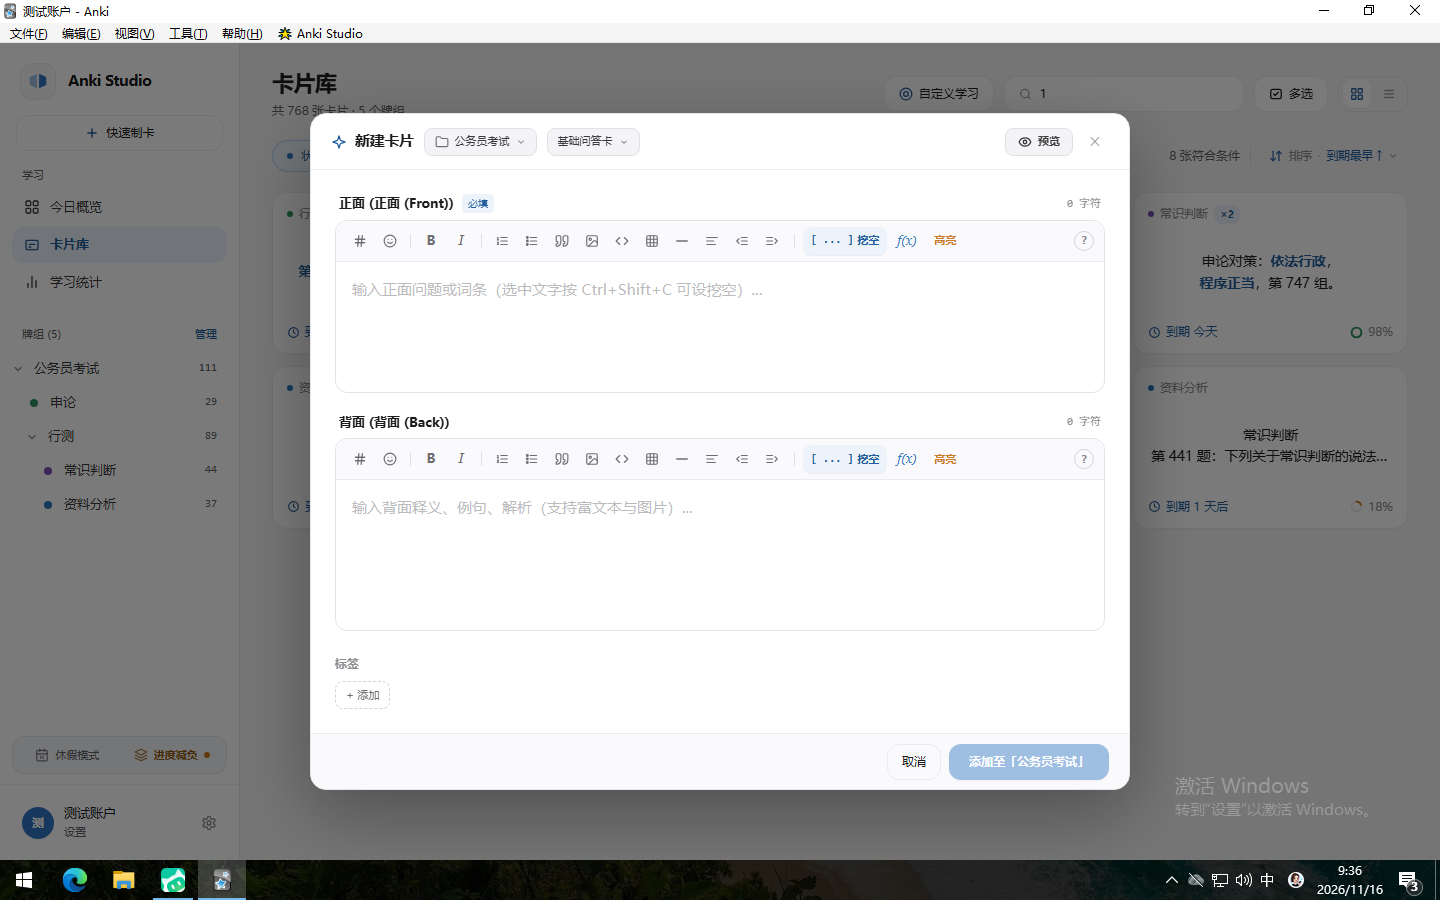 测试账户 - Anki
文件(F) 编辑(E) 视图(V) 工具(T) 帮助(H) Anki Studio
Anki Studio
快速制卡
学习
今日概览
卡片库
学习统计
牌组 (5) 管理
公务员考试 111
申论 29
行测 89
常识判断 44
资料分析 37
休假模式 进度减负
测 测试账户
设置
卡片库
共 768 张卡片 · 5 个牌组
自定义学习 1 多选
8 张符合条件 排序 · 到期最早↑
新建卡片 公务员考试 基础问答卡 预览
正面 (正面 (Front)) 必填 0 字符
B I [ ... ] 挖空 f(x) 高亮 ?
输入正面问题或词条（选中文字按 Ctrl+Shift+C 可设挖空）...
背面 (背面 (Back)) 0 字符
B I [ ... ] 挖空 f(x) 高亮 ?
输入背面释义、例句、解析（支持富文本与图片）...
标签
+ 添加
取消 添加至「公务员考试」
常识判断 ×2
申论对策：依法行政，
程序正当，第 747 组。
到期 今天 98%
资料分析
常识判断
第 441 题：下列关于常识判断的说法...
到期 1 天后 18%
激活 Windows
转到"设置"以激活 Windows。
中
9:36
2026/11/16
3